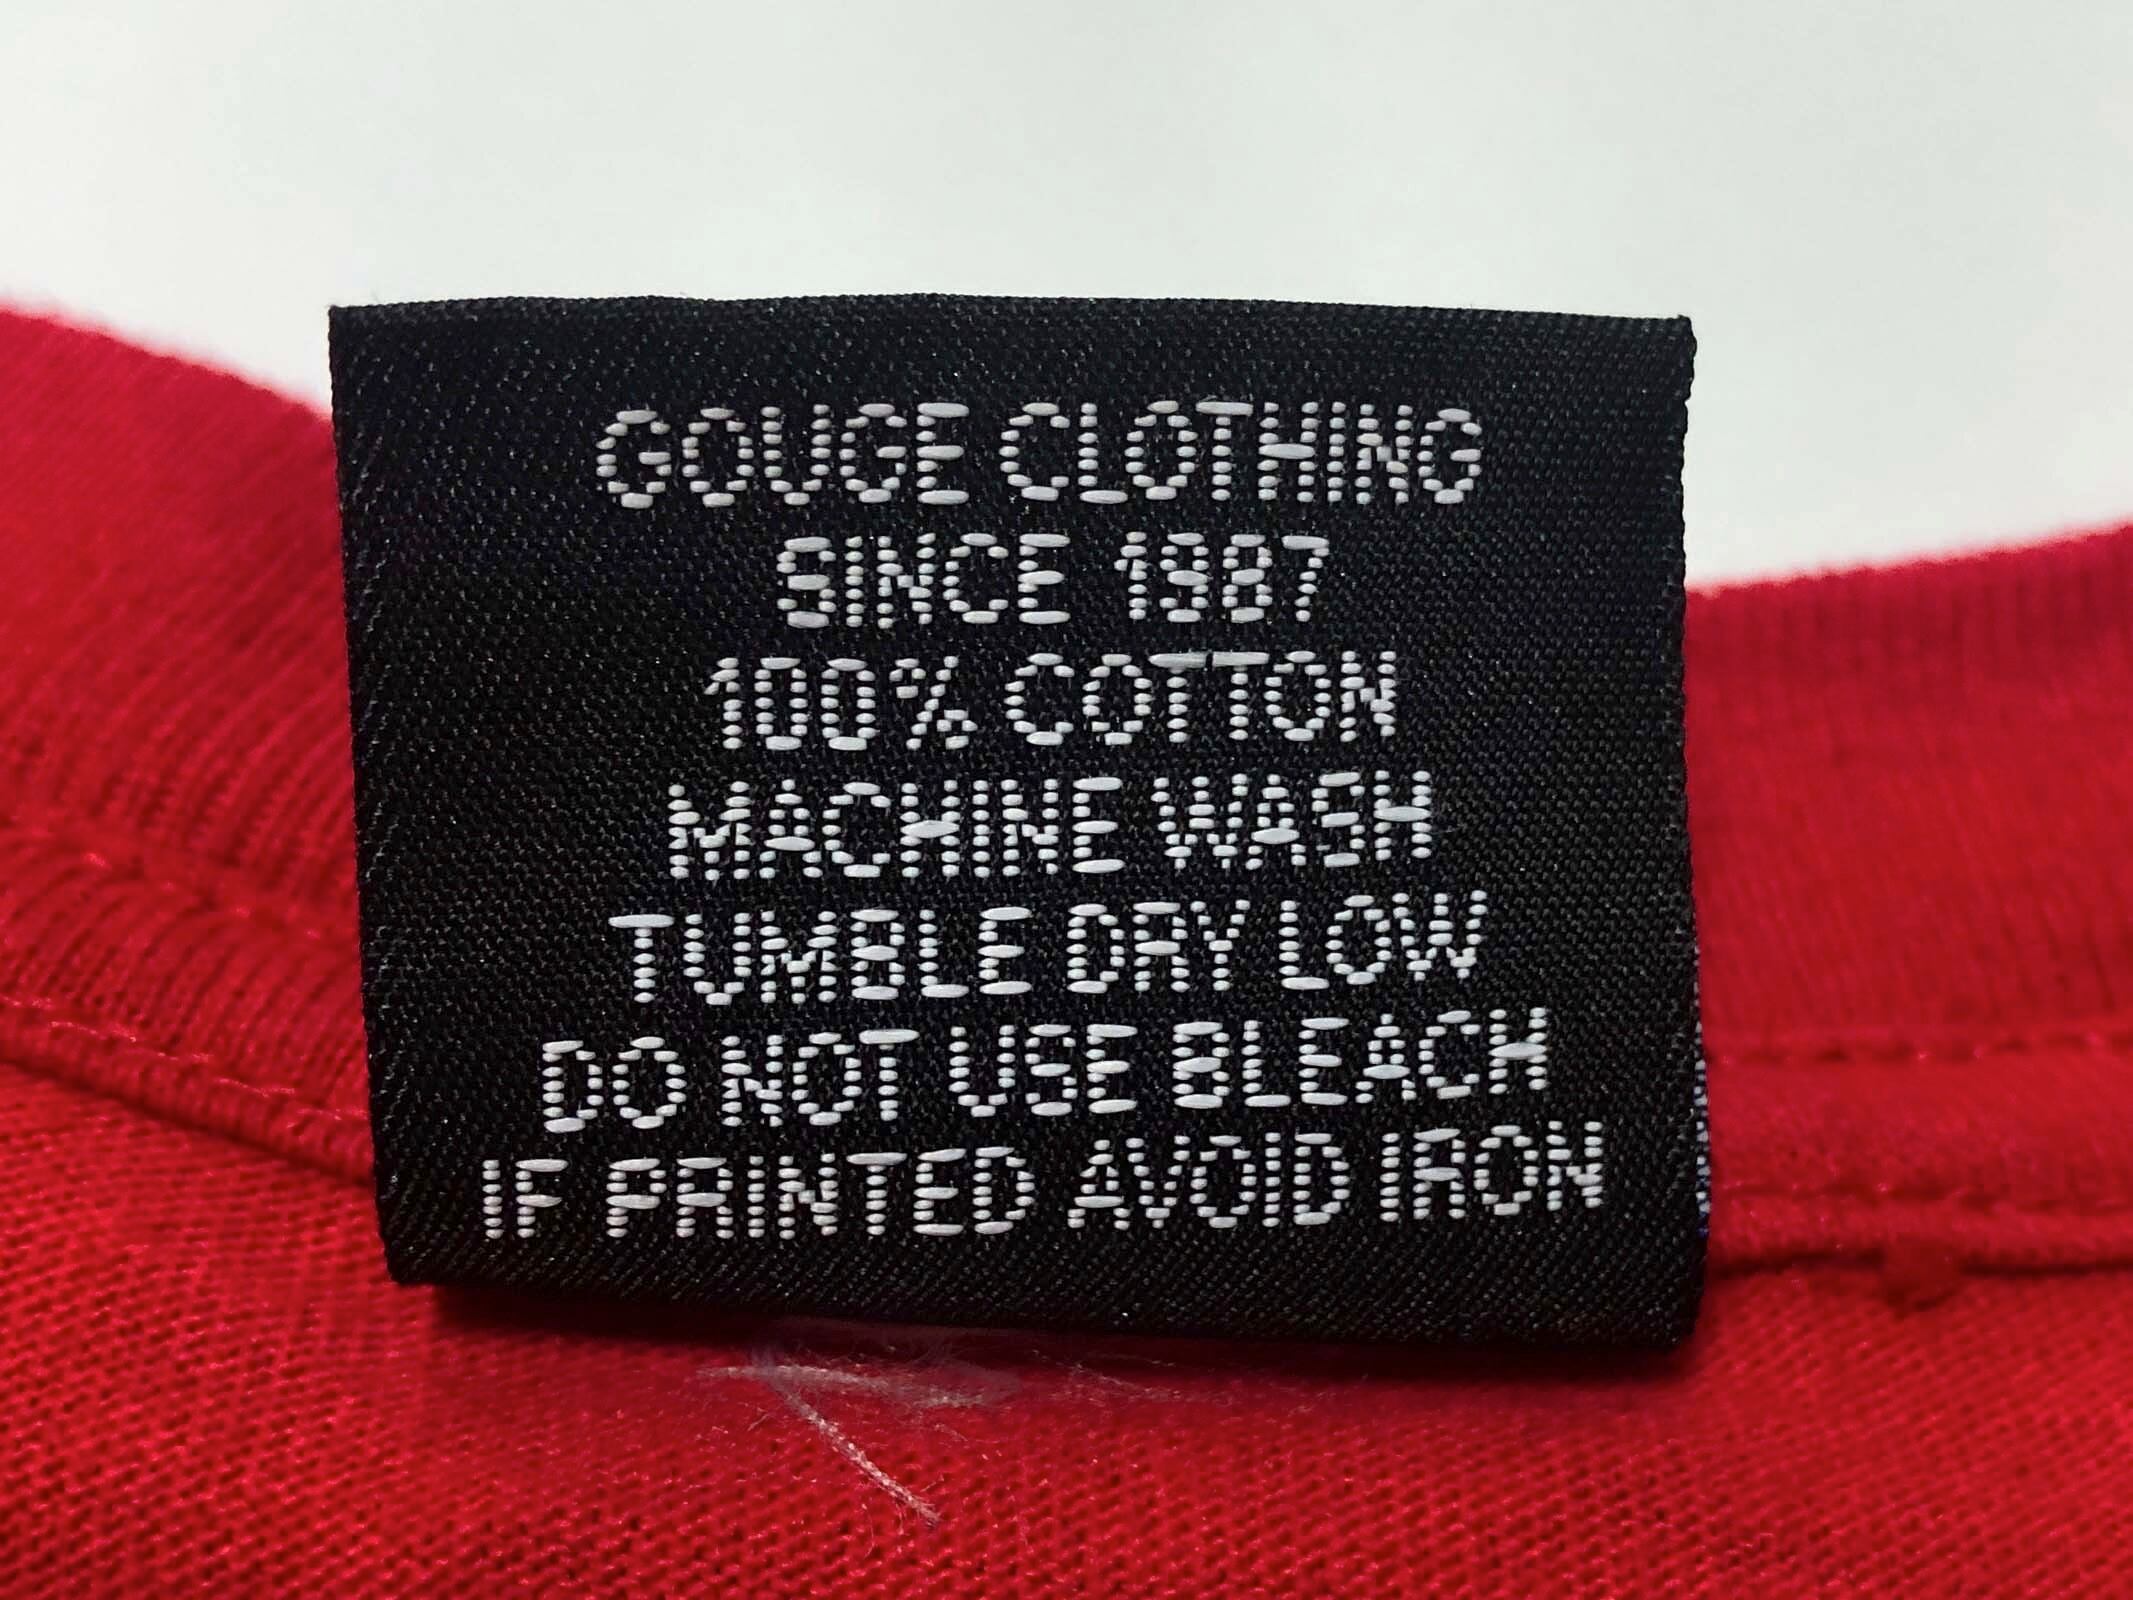 GOUGE CLOTHING
SINCE 1987
100% COTTON
MACHINE WASH
TUMBLE DRY LOW
DO NOT USE BLEACH
IF PRINTED AVOID IRON